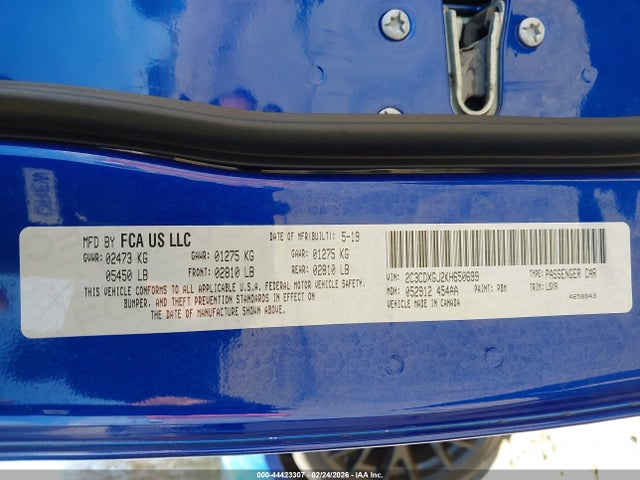 MFD BY FCA US LLC DATE OF MFR(BUILT): 5-19
GVWR: 02473 KG GAWR: 01275 KG GAWR: 01275 KG
05450 LB FRONT: 02810 LB REAR: 02810 LB
THIS VEHICLE CONFORMS TO ALL APPLICABLE U.S.A. FEDERAL MOTOR VEHICLE SAFETY,
BUMPER, AND THEFT PREVENTION STANDARDS IN EFFECT ON
THE DATE OF MANUFACTURE SHOWN ABOVE.
VIN: 2C3CDXGJ2KH650699 TYPE: PASSENGER CAR
MDH: 052912 454AA PAINT: PBM TRIM: LSX9
VEHICLE MADE IN CANADA 4658843
000-44423307 - 02/24/2026 - IAA Inc.